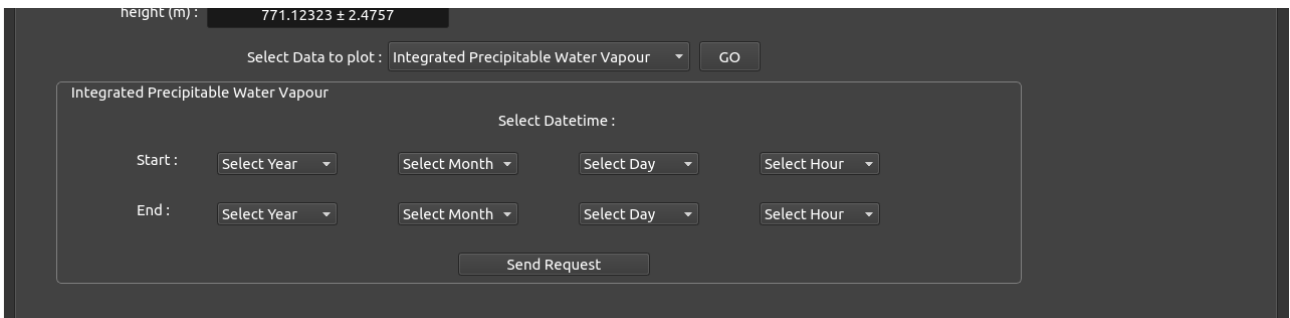 height (m) : 771.12323 ± 2.4757
Select Data to plot : Integrated Precipitable Water Vapour GO
Integrated Precipitable Water Vapour
Select Datetime :
Start : Select Year Select Month Select Day Select Hour
End : Select Year Select Month Select Day Select Hour
Send Request